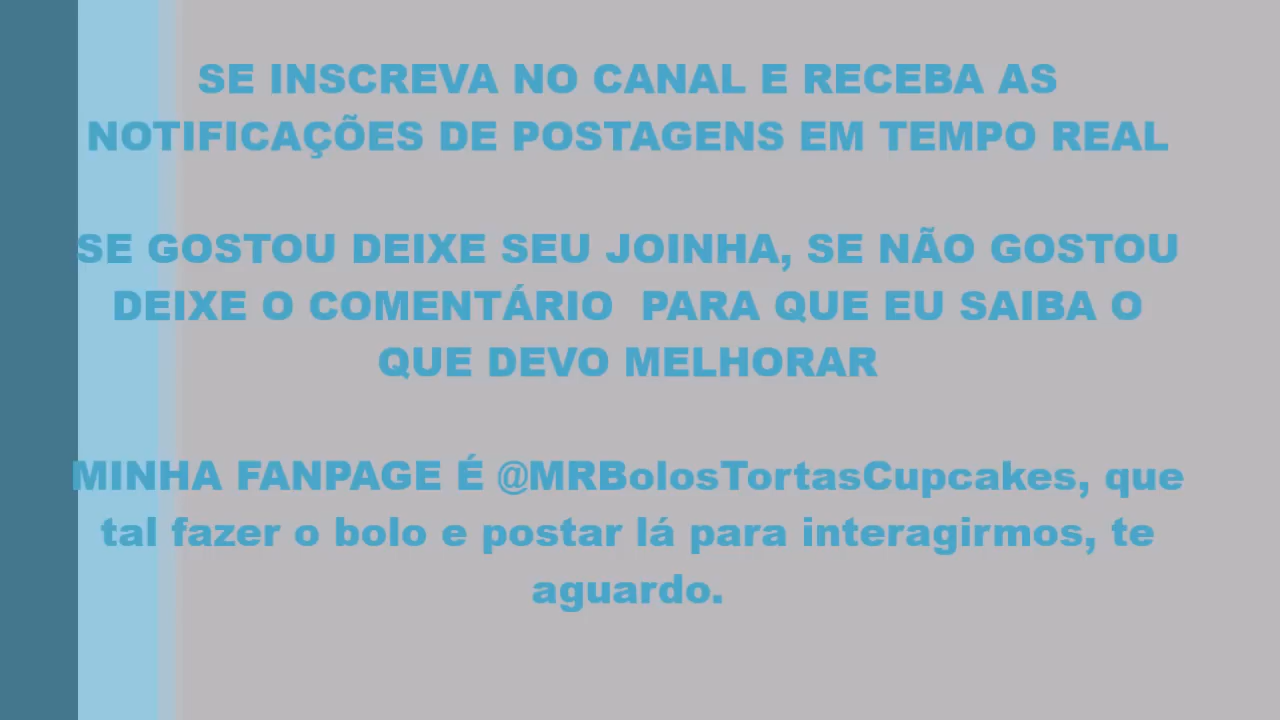 SE INSCREVA NO CANAL E RECEBA AS
NOTIFICAÇÕES DE POSTAGENS EM TEMPO REAL
SE GOSTOU DEIXE SEU JOINHA, SE NÃO GOSTOU
DEIXE O COMENTÁRIO  PARA QUE EU SAIBA O
QUE DEVO MELHORAR
MINHA FANPAGE É @MRBolosTortasCupcakes, que
tal fazer o bolo e postar lá para interagirmos, te
aguardo.